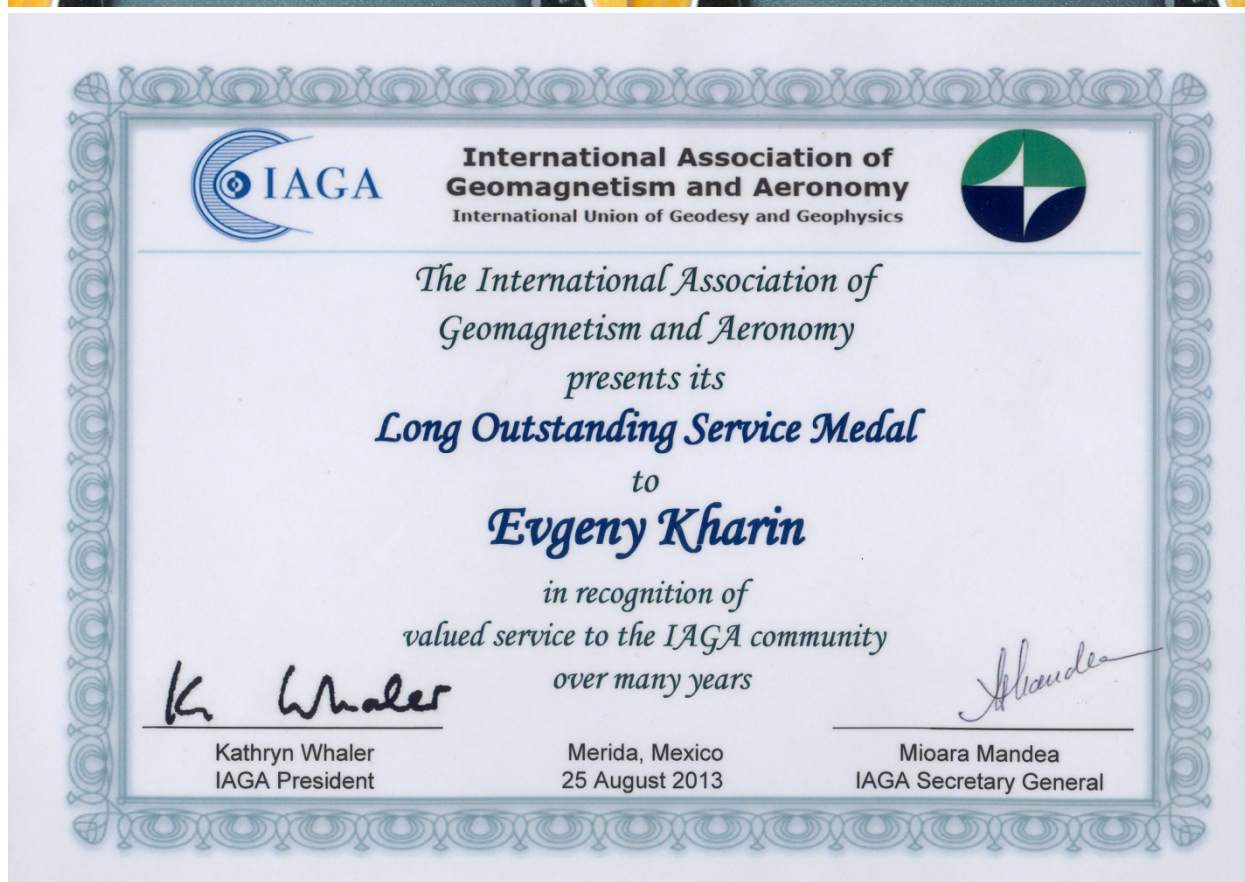 IAGA
International Association of
Geomagnetism and Aeronomy
International Union of Geodesy and Geophysics
The International Association of
Geomagnetism and Aeronomy
presents its
Long Outstanding Service Medal
to
Evgeny Kharin
in recognition of
valued service to the IAGA community
over many years
K Whaler
Kathryn Whaler
IAGA President
Merida, Mexico
25 August 2013
Mioara Mandea
IAGA Secretary General